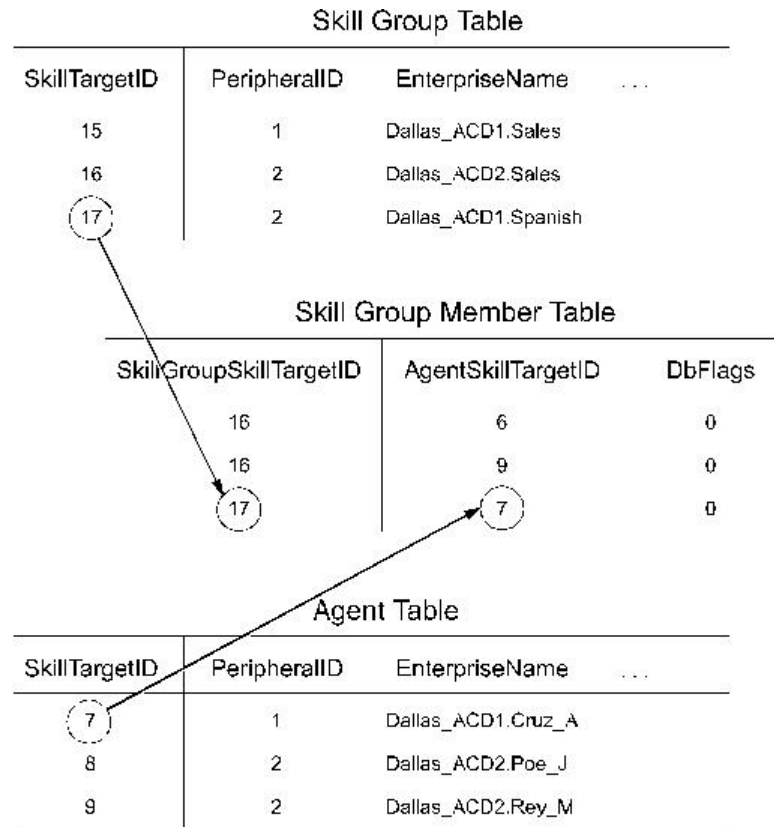 Skill Group Table
SkillTargetID PeripheralID EnterpriseName ...
15 1 Dallas_ACD1.Sales
16 2 Dallas_ACD2.Sales
17 2 Dallas_ACD1.Spanish
Skill Group Member Table
SkillGroupSkillTargetID AgentSkillTargetID DbFlags
16 6 0
16 9 0
17 7 0
Agent Table
SkillTargetID PeripheralID EnterpriseName ...
7 1 Dallas_ACD1.Cruz_A
8 2 Dallas_ACD2.Poe_J
9 2 Dallas_ACD2.Rey_M